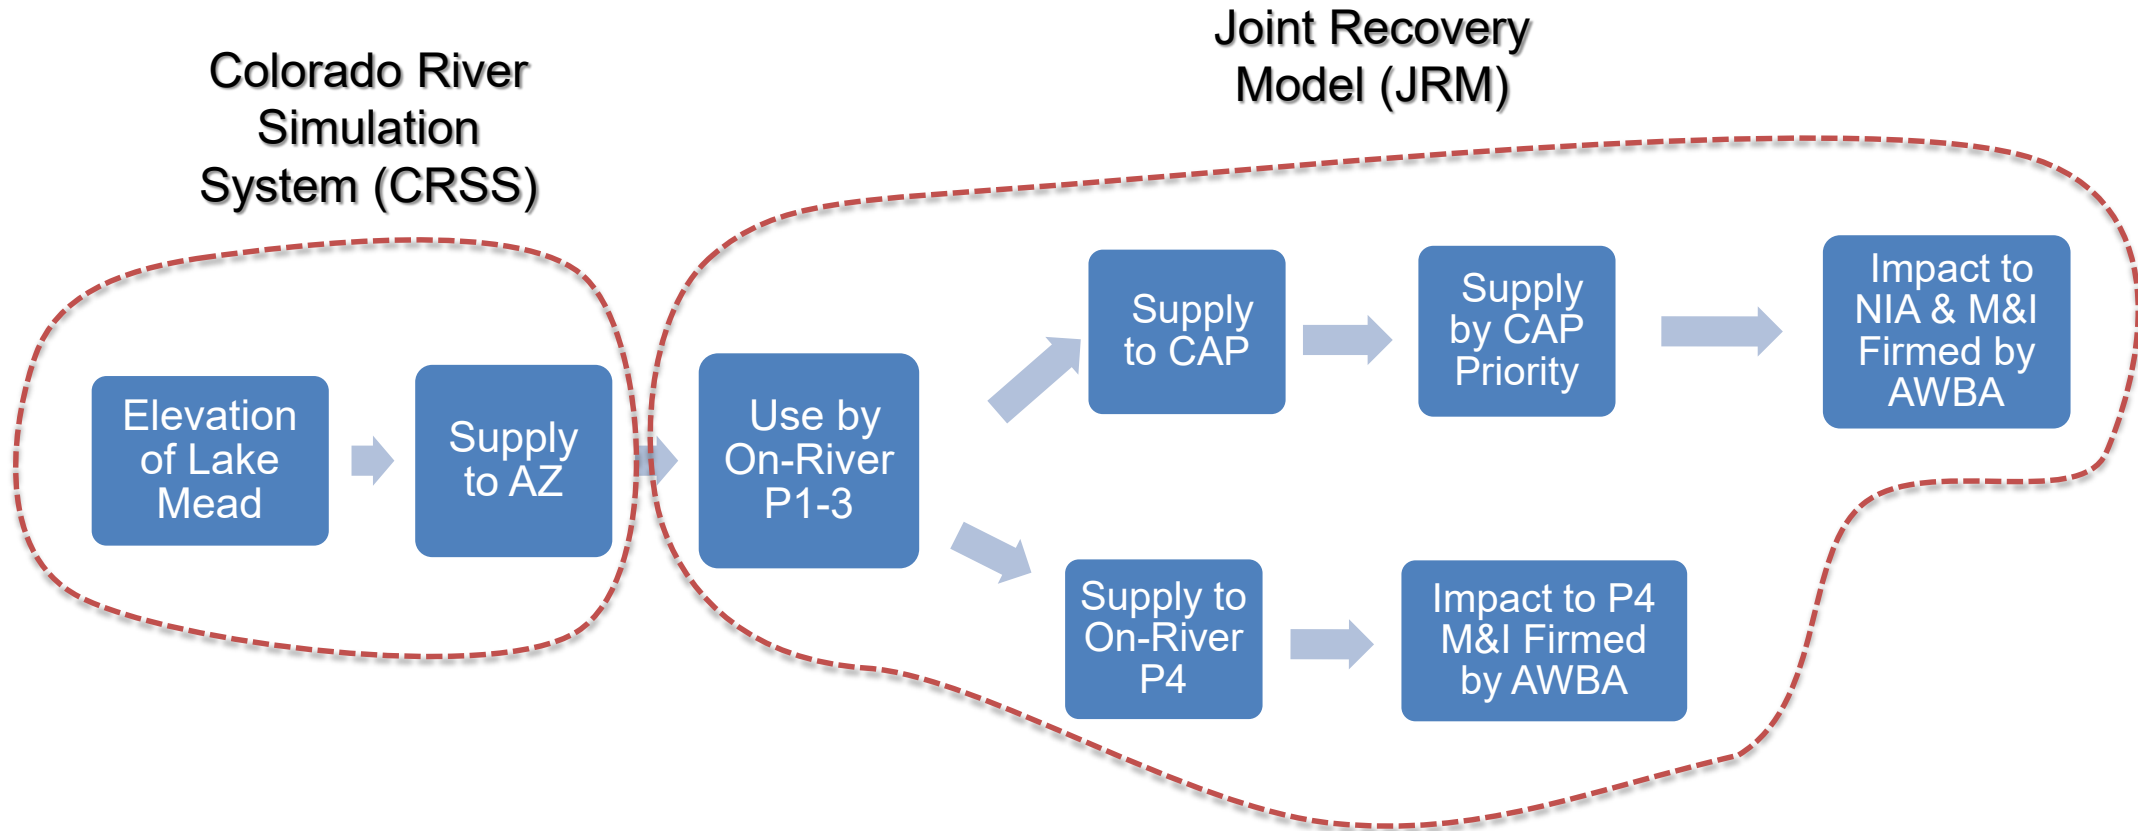 Colorado River
Simulation
System (CRSS)
Joint Recovery
Model (JRM)
Elevation
of Lake
Mead
Supply
to AZ
Use by
On-River
P1-3
Supply
to CAP
Supply
by CAP
Priority
Impact to
NIA & M&I
Firmed by
AWBA
Supply to
On-River
P4
Impact to P4
M&I Firmed
by AWBA